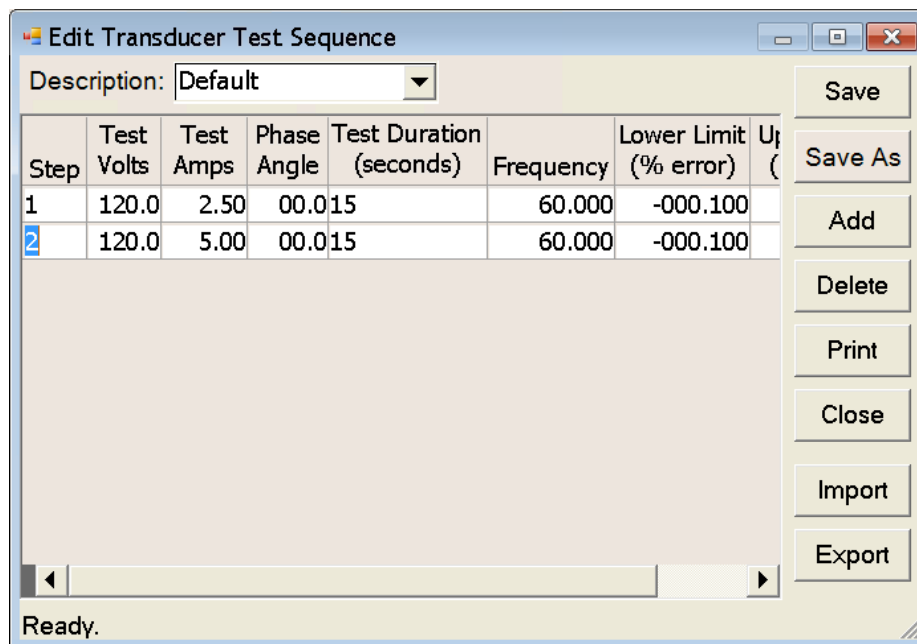 Edit Transducer Test Sequence
Description: Default
Save
Save As
Add
Delete
Print
Close
Import
Export
Step Test Volts Test Amps Phase Angle Test Duration (seconds) Frequency Lower Limit (% error)
1 120.0 2.50 00.0 15 60.000 -000.100
2 120.0 5.00 00.0 15 60.000 -000.100
Ready.